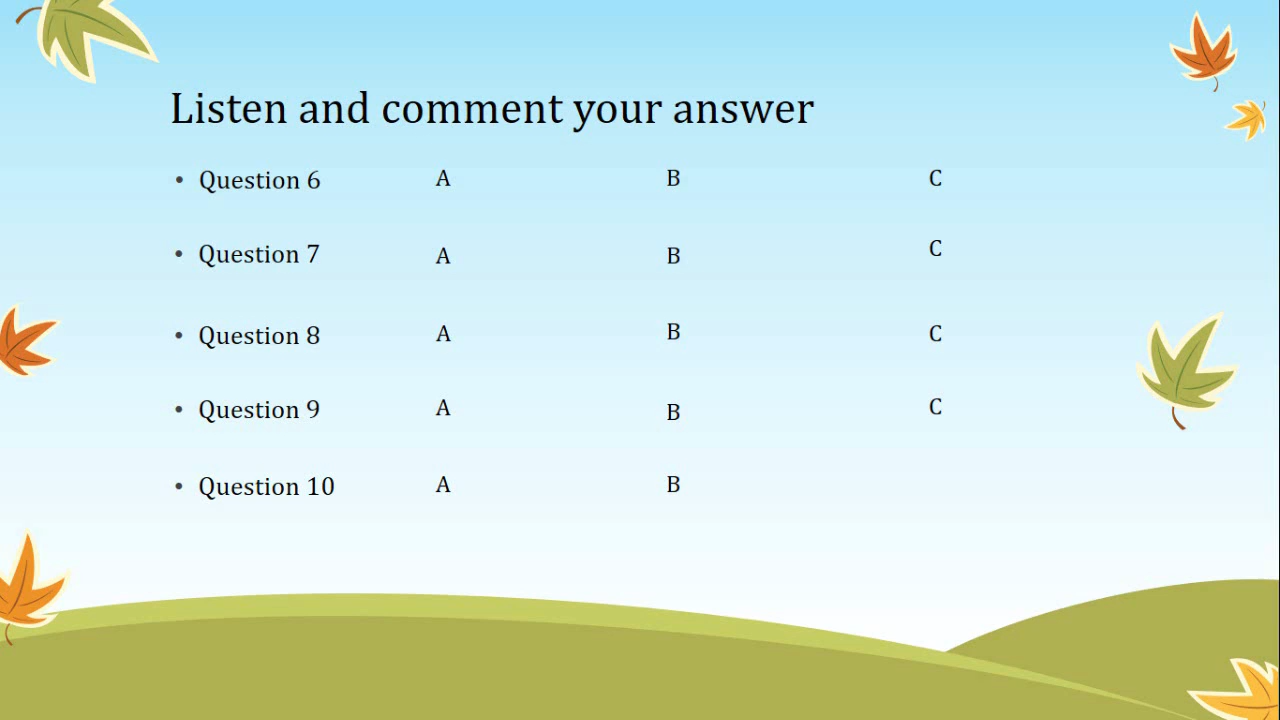 Listen and comment your answer
• Question 6 A B C
• Question 7 A B C
• Question 8 A B C
• Question 9 A B C
• Question 10 A B